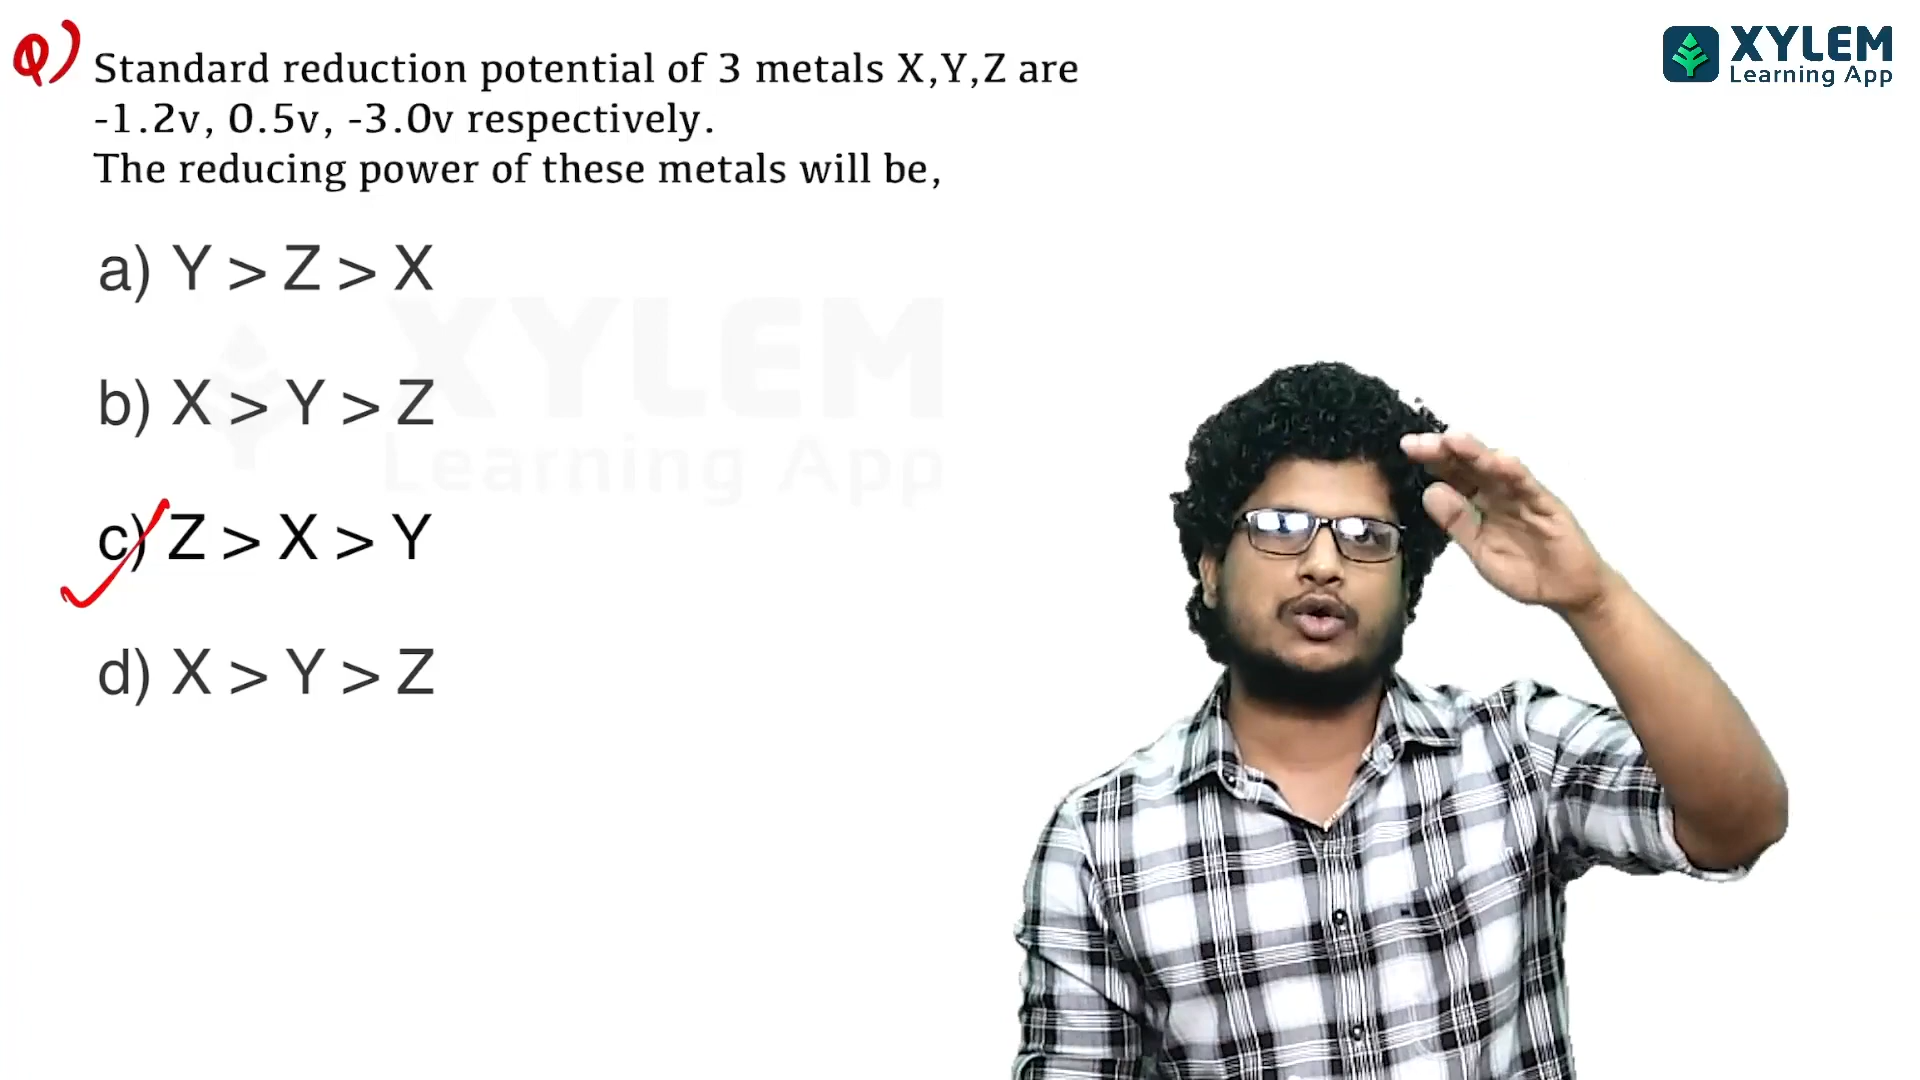 Q)
Standard reduction potential of 3 metals X,Y,Z are
-1.2v, 0.5v, -3.0v respectively.
The reducing power of these metals will be,
a) Y > Z > X
b) X > Y > Z
c) Z > X > Y
d) X > Y > Z
XYLEM
Learning App
XYLEM
Learning App